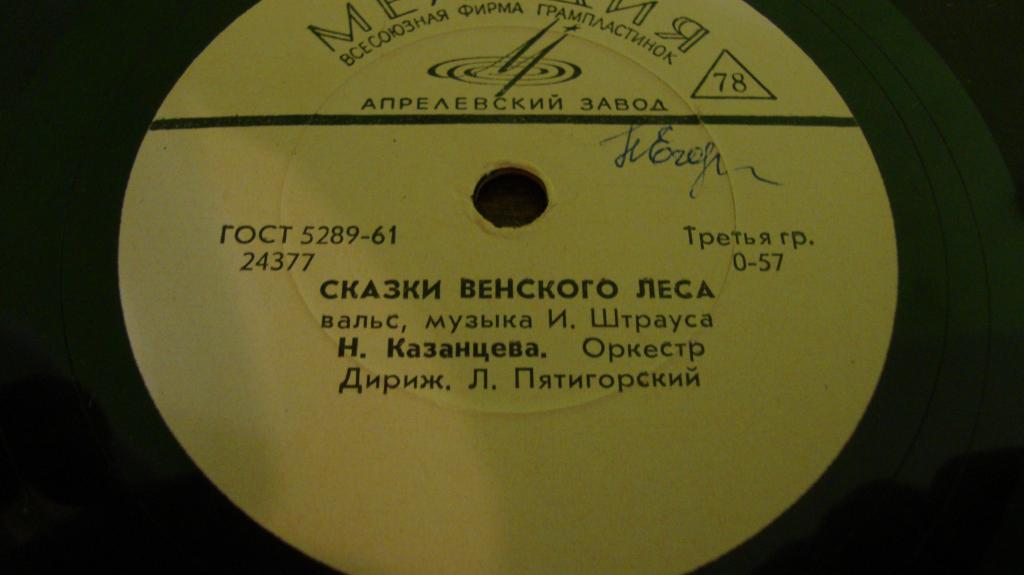 МЕЛОДИЯ
ВСЕСОЮЗНАЯ ФИРМА ГРАМПЛАСТИНОК
78
АПРЕЛЕВСКИЙ ЗАВОД
ГОСТ 5289-61
24377
Третья гр.
0-57
СКАЗКИ ВЕНСКОГО ЛЕСА
вальс, музыка И. Штрауса
Н. Казанцева. Оркестр
Дириж. Л. Пятигорский